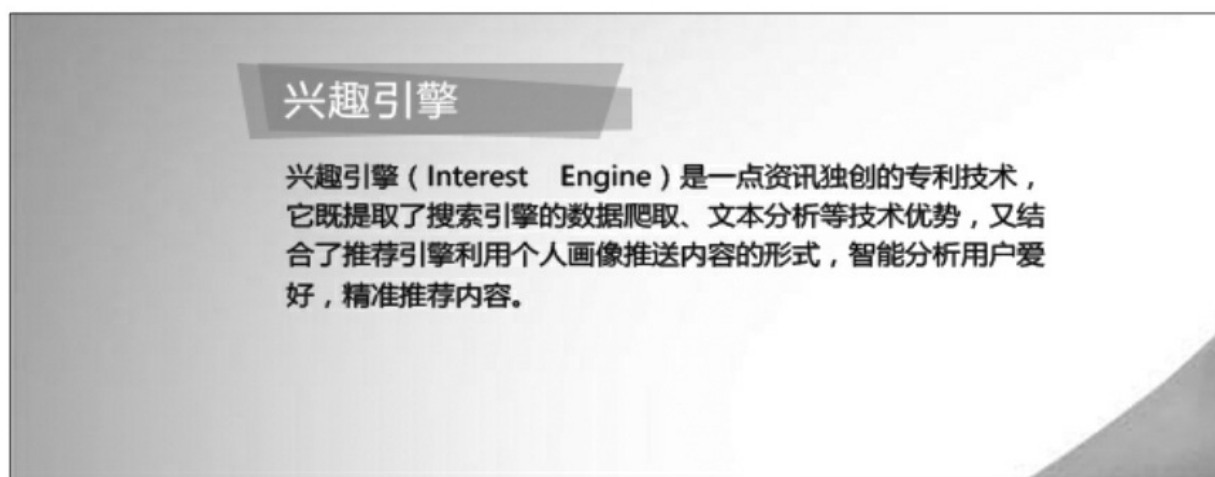 兴趣引擎
兴趣引擎（Interest Engine）是一点资讯独创的专利技术，
它既提取了搜索引擎的数据爬取、文本分析等技术优势，又结
合了推荐引擎利用个人画像推送内容的形式，智能分析用户爱
好，精准推荐内容。